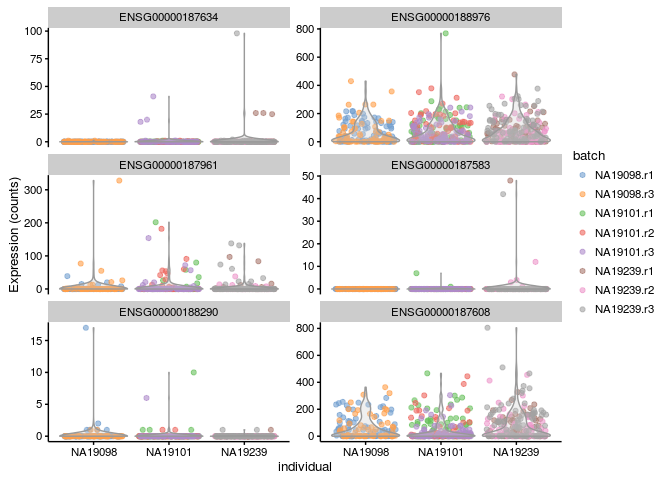 ENSG00000187634
ENSG00000188976
100
75
50
25
0
800
600
400
200
0
ENSG00000187961
ENSG00000187583
300
200
100
0
50
40
30
20
10
0
ENSG00000188290
ENSG00000187608
15
10
5
0
800
600
400
200
0
NA19098
NA19101
NA19239
NA19098
NA19101
NA19239
individual
Expression (counts)
batch
NA19098.r1
NA19098.r3
NA19101.r1
NA19101.r2
NA19101.r3
NA19239.r1
NA19239.r2
NA19239.r3